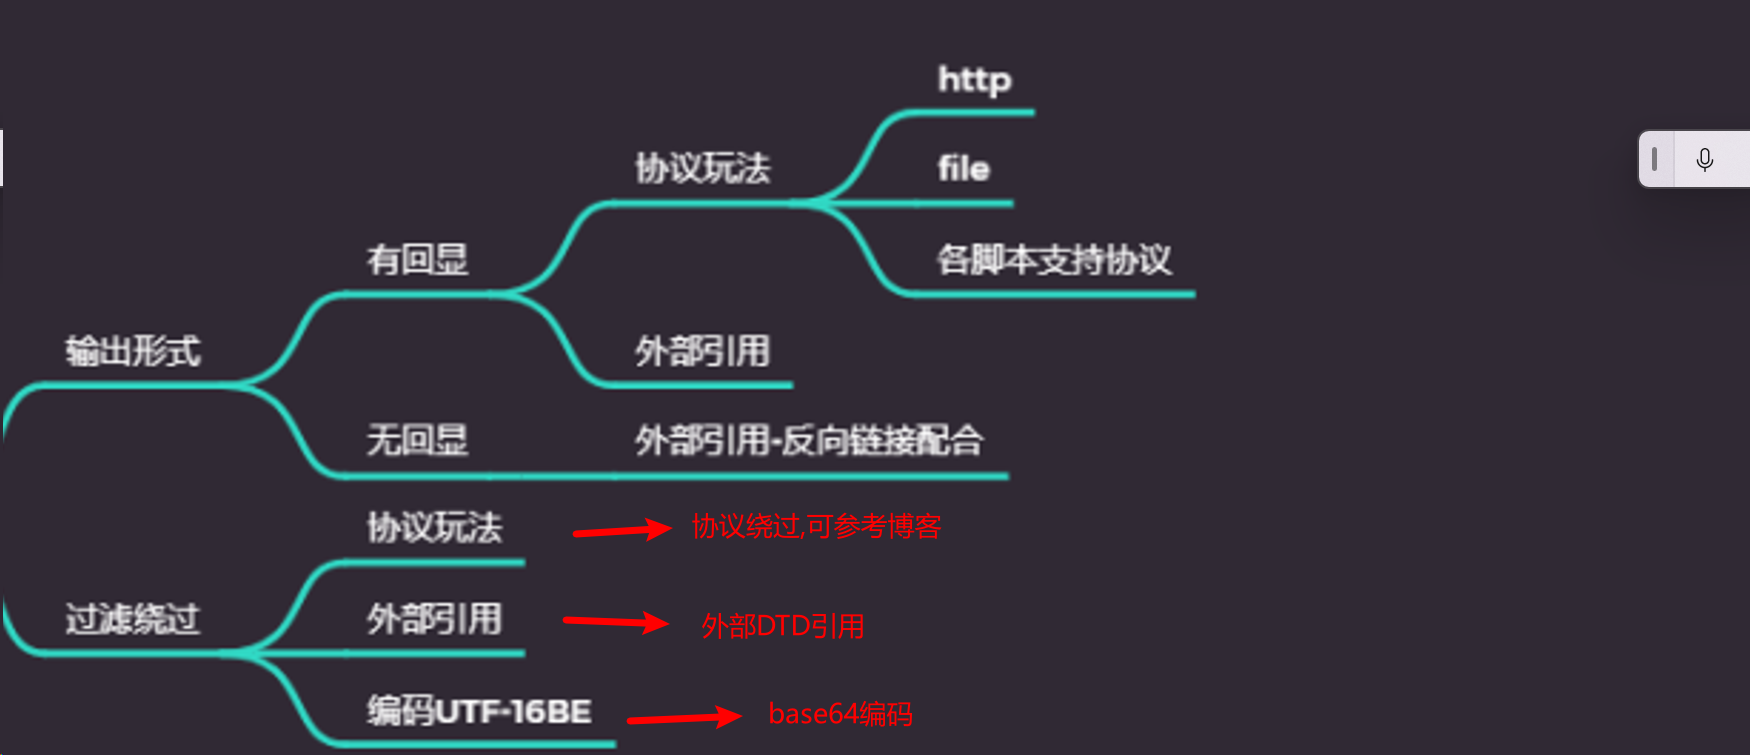 http
协议玩法
file
有回显
各脚本支持协议
输出形式
外部引用
无回显
外部引用-反向链接配合
协议玩法
协议绕过,可参考博客
过滤绕过
外部引用
外部DTD引用
编码UTF-16BE
base64编码